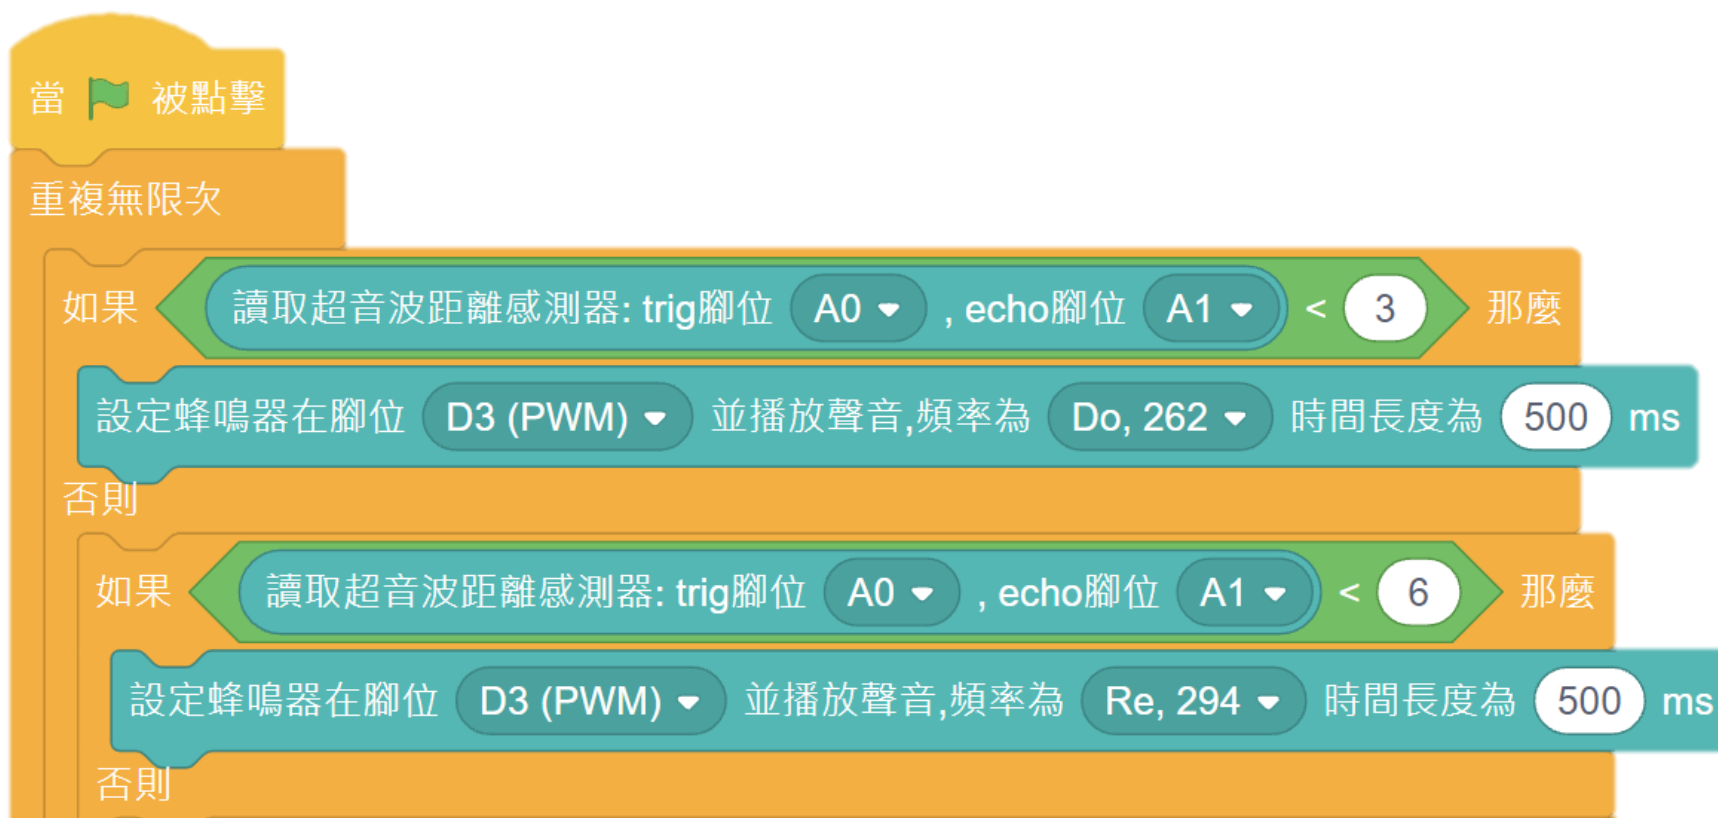 當 被點擊
重複無限次
如果 讀取超音波距離感測器: trig腳位 A0 , echo腳位 A1 < 3 那麼
設定蜂鳴器在腳位 D3 (PWM) 並播放聲音,頻率為 Do, 262 時間長度為 500 ms
否則
如果 讀取超音波距離感測器: trig腳位 A0 , echo腳位 A1 < 6 那麼
設定蜂鳴器在腳位 D3 (PWM) 並播放聲音,頻率為 Re, 294 時間長度為 500 ms
否則